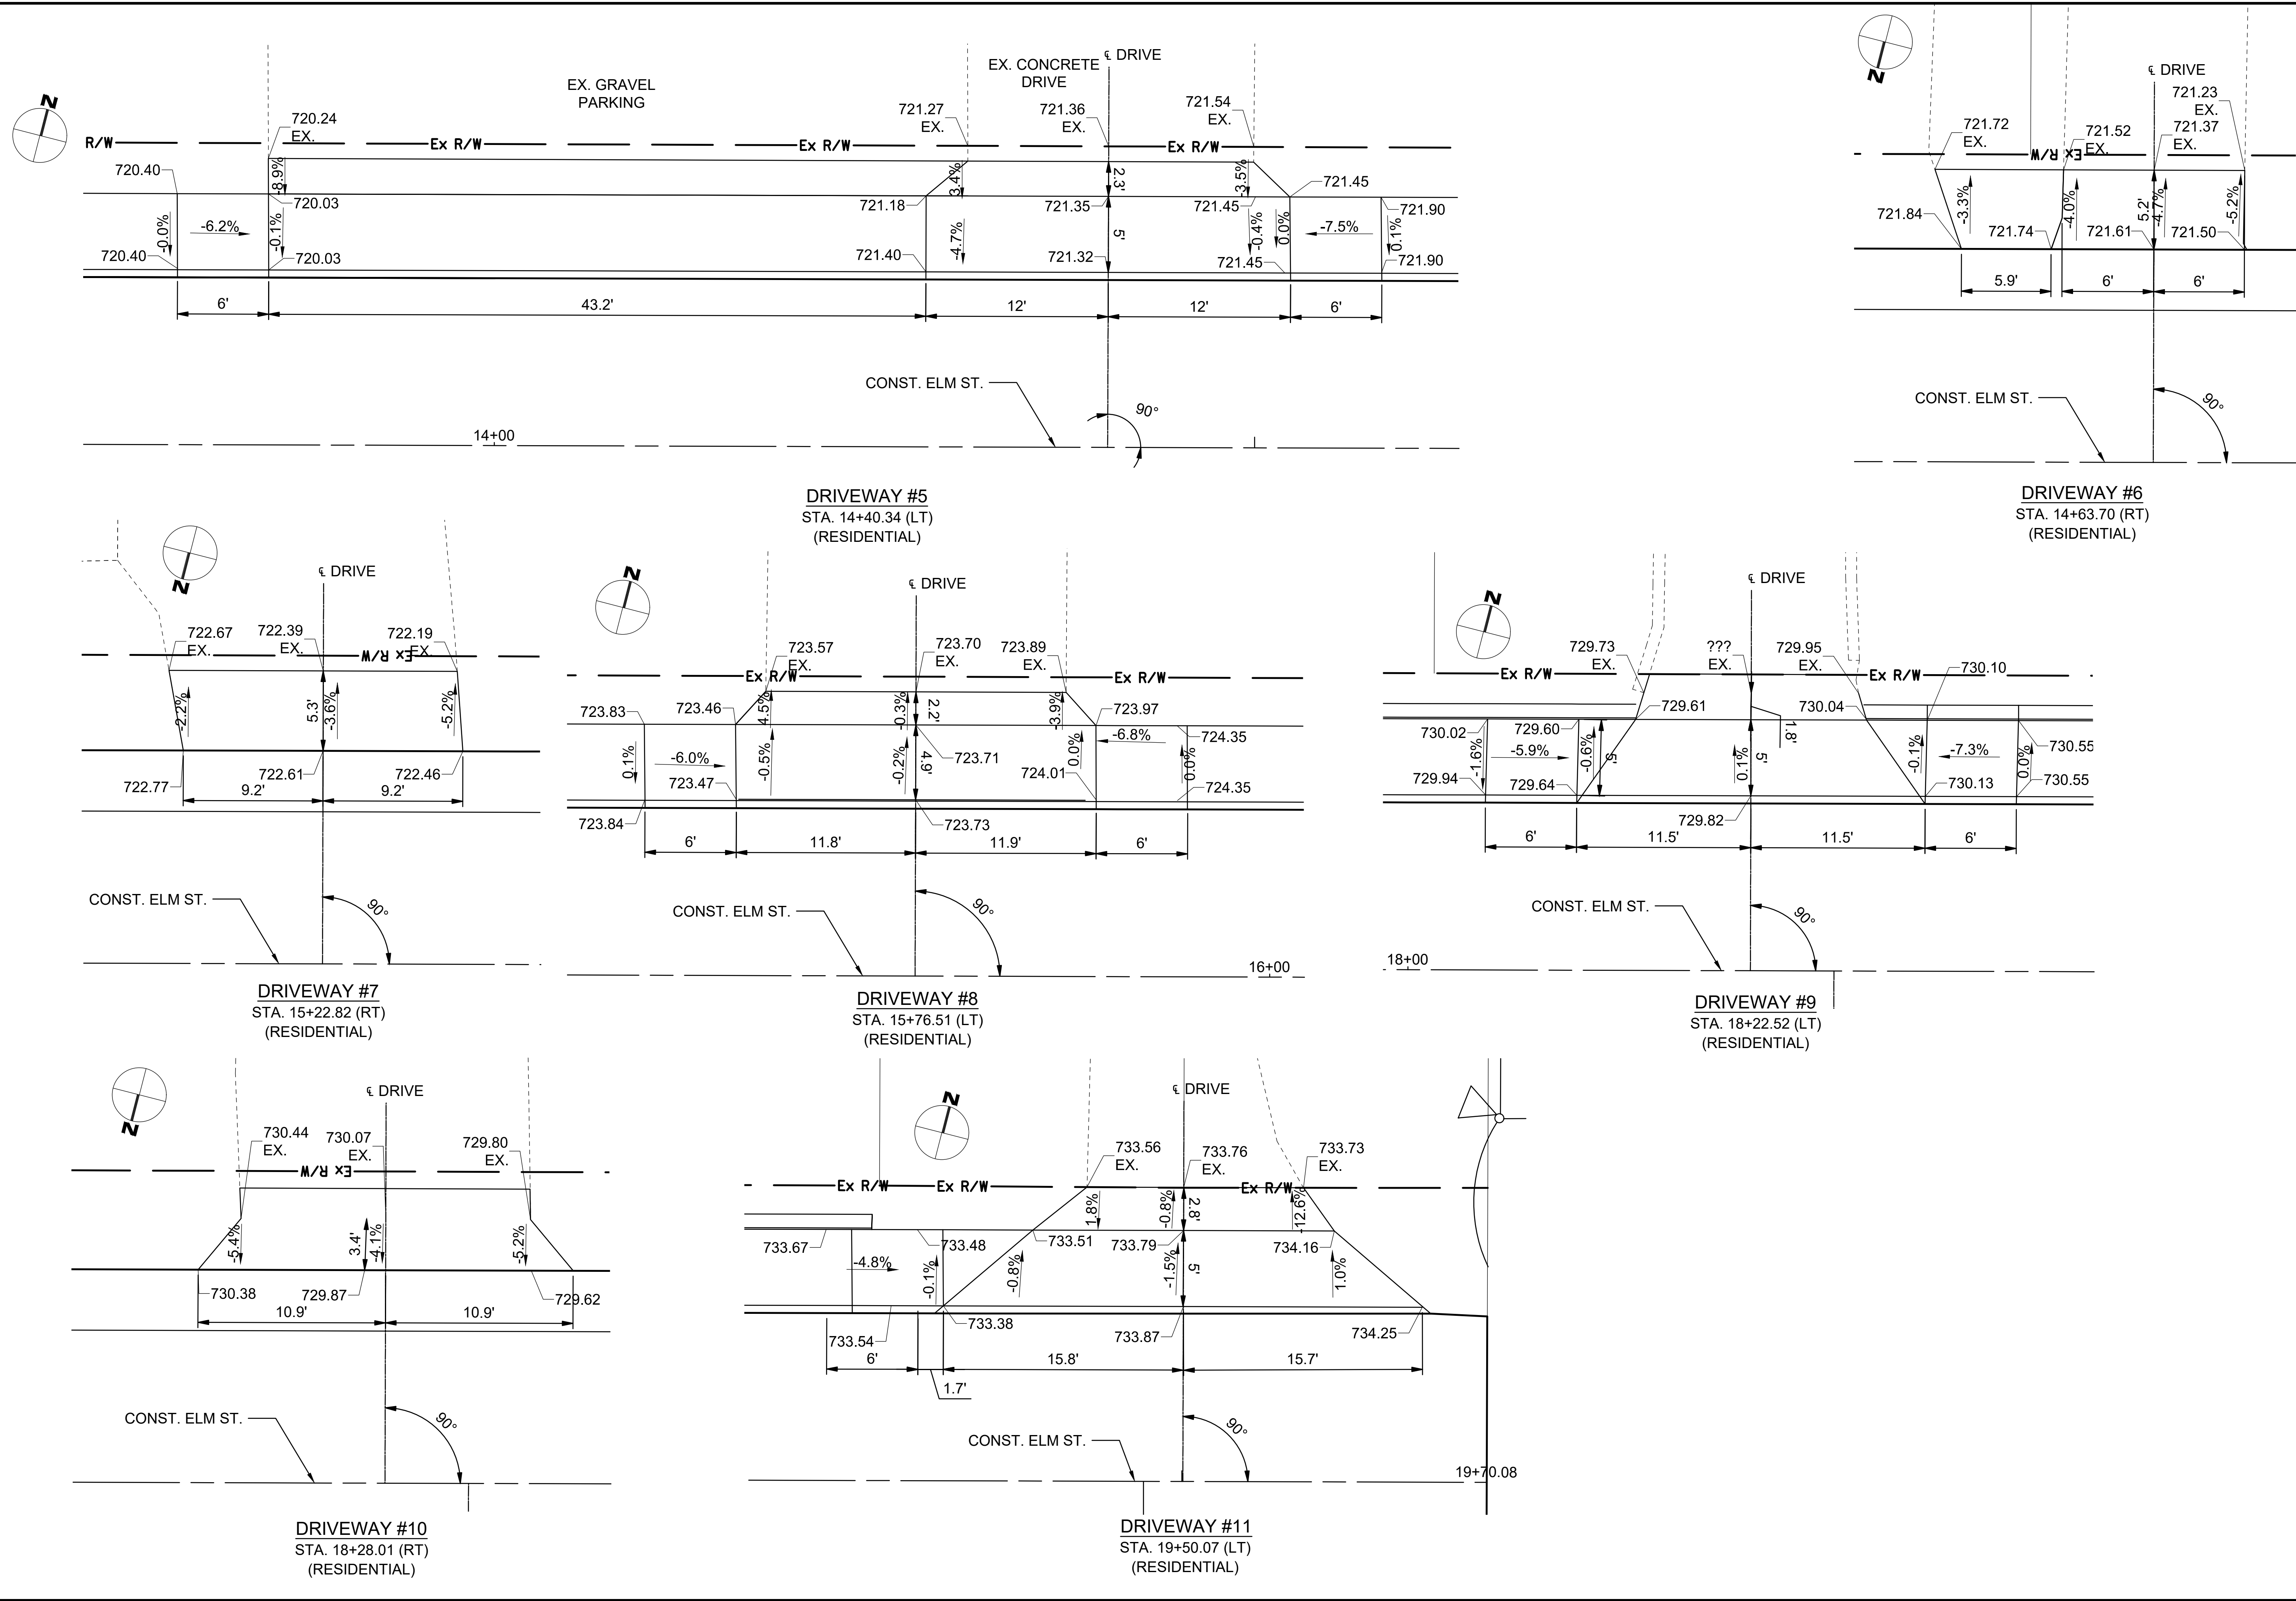 EX. GRAVEL
PARKING
EX. CONCRETE
DRIVE
℄ DRIVE
N
720.24
EX.
721.27
EX.
721.36
EX.
721.54
EX.
R/W
Ex R/W
Ex R/W
Ex R/W
720.40
-8.9%
3.4%
2.3'
-3.5%
720.03
721.18
721.35
721.45
721.45
721.90
-0.0%
-6.2%
-0.1%
-4.7%
5'
-0.4%
0.0%
-7.5%
0.1%
720.40
720.03
721.40
721.32
721.45
721.90
6'
43.2'
12'
12'
6'
CONST. ELM ST.
90°
14+00
DRIVEWAY #5
STA. 14+40.34 (LT)
(RESIDENTIAL)
N
℄ DRIVE
721.23
EX.
721.72
EX.
721.52
EX.
721.37
EX.
Ex R/W
-3.3%
-4.0%
5.2'
-4.7%
-5.2%
721.84
721.74
721.61
721.50
5.9'
6'
6'
CONST. ELM ST.
90°
DRIVEWAY #6
STA. 14+63.70 (RT)
(RESIDENTIAL)
N
℄ DRIVE
722.67
EX.
722.39
EX.
722.19
EX.
Ex R/W
-2.2%
5.3'
-3.6%
-5.2%
722.77
722.61
722.46
9.2'
9.2'
CONST. ELM ST.
90°
DRIVEWAY #7
STA. 15+22.82 (RT)
(RESIDENTIAL)
N
℄ DRIVE
723.57
EX.
723.70
EX.
723.89
EX.
Ex R/W
Ex R/W
723.83
723.46
4.5%
-0.3%
2.2'
-3.9%
723.97
724.35
0.1%
-6.0%
-0.5%
-0.2%
4.9'
723.71
0.0%
-6.8%
0.0%
723.47
724.01
724.35
723.84
723.73
6'
11.8'
11.9'
6'
CONST. ELM ST.
90°
16+00
DRIVEWAY #8
STA. 15+76.51 (LT)
(RESIDENTIAL)
N
℄ DRIVE
729.73
EX.
???
EX.
729.95
EX.
Ex R/W
Ex R/W
730.10
729.61
730.04
730.02
729.60
1.8'
730.55
-1.6%
-5.9%
-0.6%
5'
0.1%
5'
-0.1%
-7.3%
0.0%
729.94
729.64
729.82
730.13
730.55
6'
11.5'
11.5'
6'
CONST. ELM ST.
90°
18+00
DRIVEWAY #9
STA. 18+22.52 (LT)
(RESIDENTIAL)
N
℄ DRIVE
730.44
EX.
730.07
EX.
729.80
EX.
Ex R/W
-5.4%
3.4'
-4.1%
-5.2%
730.38
729.87
729.62
10.9'
10.9'
CONST. ELM ST.
90°
DRIVEWAY #10
STA. 18+28.01 (RT)
(RESIDENTIAL)
N
℄ DRIVE
733.56
EX.
733.76
EX.
733.73
EX.
Ex R/W
Ex R/W
Ex R/W
1.8%
-0.8%
2.8'
-12.6%
733.67
733.48
733.51
733.79
734.16
-4.8%
-0.1%
-0.8%
-1.5%
5'
1.0%
733.54
733.38
733.87
734.25
6'
15.8'
15.7'
1.7'
CONST. ELM ST.
90°
19+70.08
DRIVEWAY #11
STA. 19+50.07 (LT)
(RESIDENTIAL)